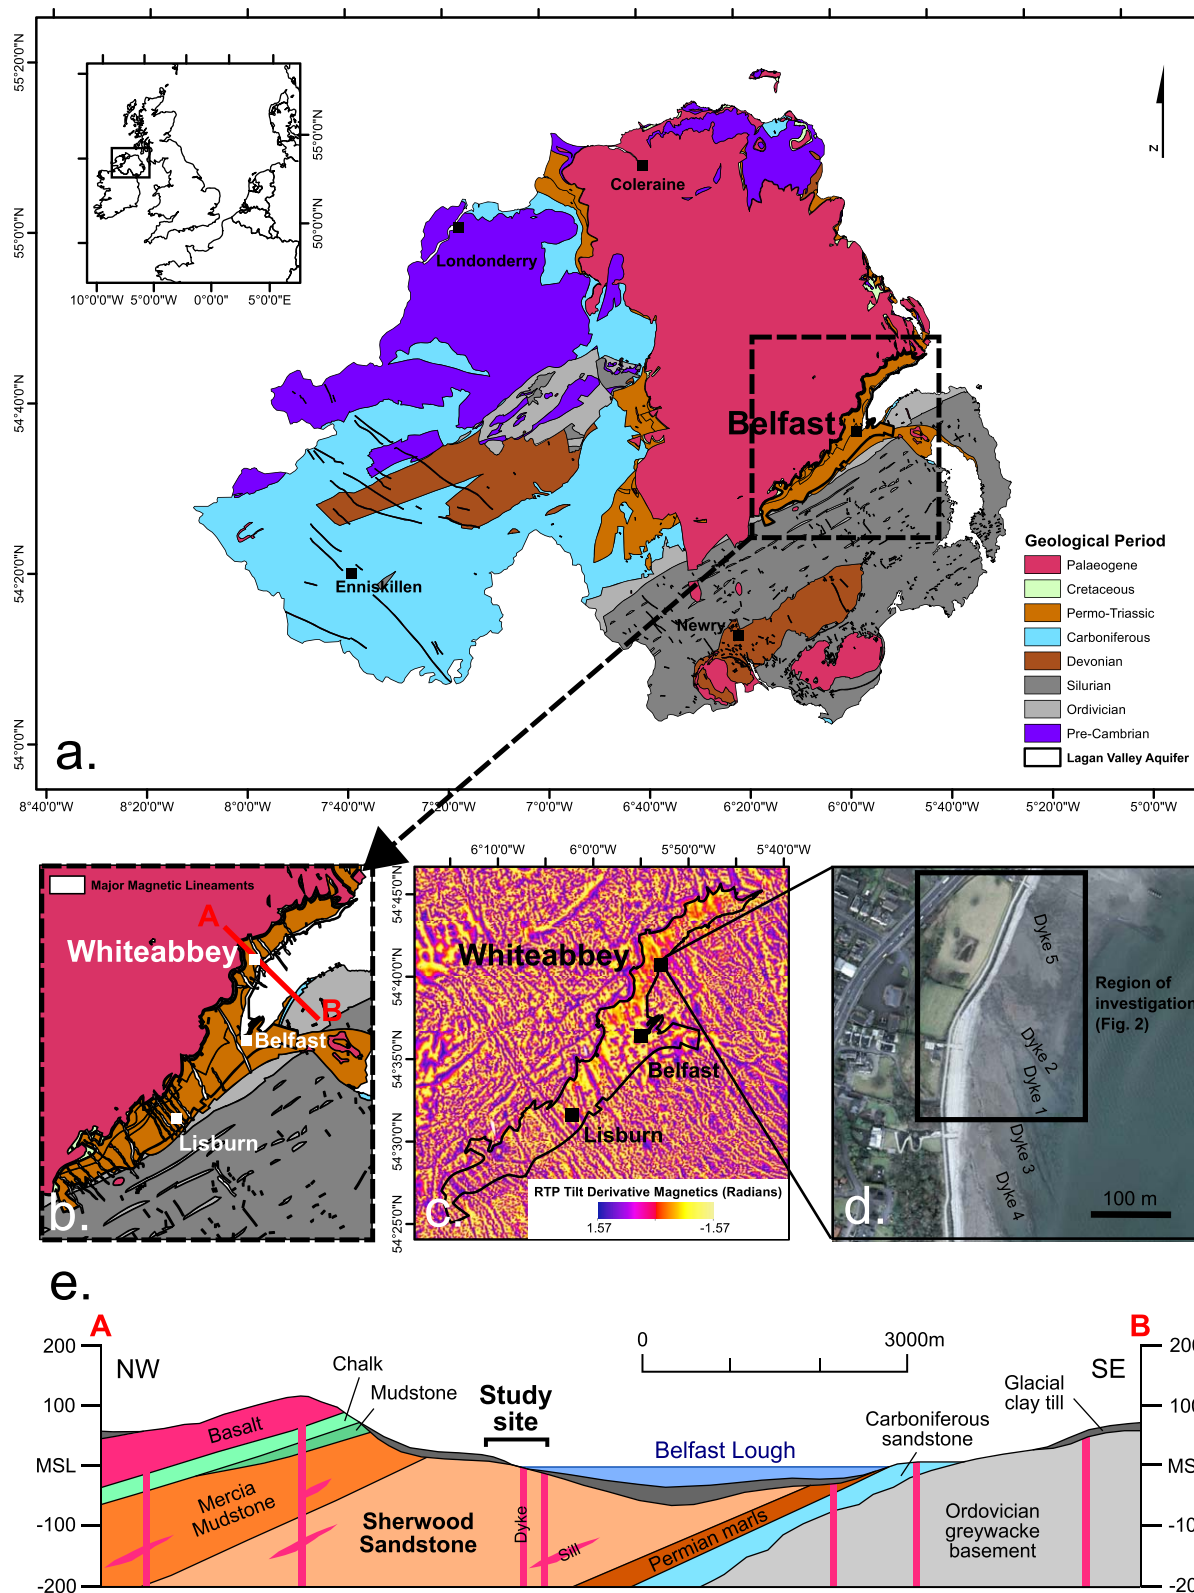 55°20'0"N
55°0'0"N
54°40'0"N
54°20'0"N
54°0'0"N
55°0'0"N
50°0'0"N
10°0'0"W 5°0'0"W 0°0'0" 5°0'0"E
N
Coleraine
Londonderry
Belfast
Enniskillen
Newry
Geological Period
Palaeogene
Cretaceous
Permo-Triassic
Carboniferous
Devonian
Silurian
Ordivician
Pre-Cambrian
Lagan Valley Aquifer
a.
8°40'0"W 8°20'0"W 8°0'0"W 7°40'0"W 7°20'0"W 7°0'0"W 6°40'0"W 6°20'0"W 6°0'0"W 5°40'0"W 5°20'0"W 5°0'0"W
Major Magnetic Lineaments
A
Whiteabbey
B
Belfast
Lisburn
b.
6°10'0"W 6°0'0"W 5°50'0"W 5°40'0"W
54°45'0"N
54°40'0"N
54°35'0"N
54°30'0"N
54°25'0"N
Whiteabbey
Belfast
Lisburn
RTP Tilt Derivative Magnetics (Radians)
1.57 -1.57
c.
Dyke 5
Region of
investigation
(Fig. 2)
Dyke 2
Dyke 1
Dyke 3
Dyke 4
100 m
d.
e.
A B
200
100
MSL
-100
-200
NW
Chalk
Mudstone
Basalt
Mercia
Mudstone
Study
site
Sherwood
Sandstone
Dyke
Sill
0 3000m
Belfast Lough
Permian marls
Carboniferous
sandstone
Glacial
clay till
SE
Ordovician
greywacke
basement
200
100
MSL
-100
-200